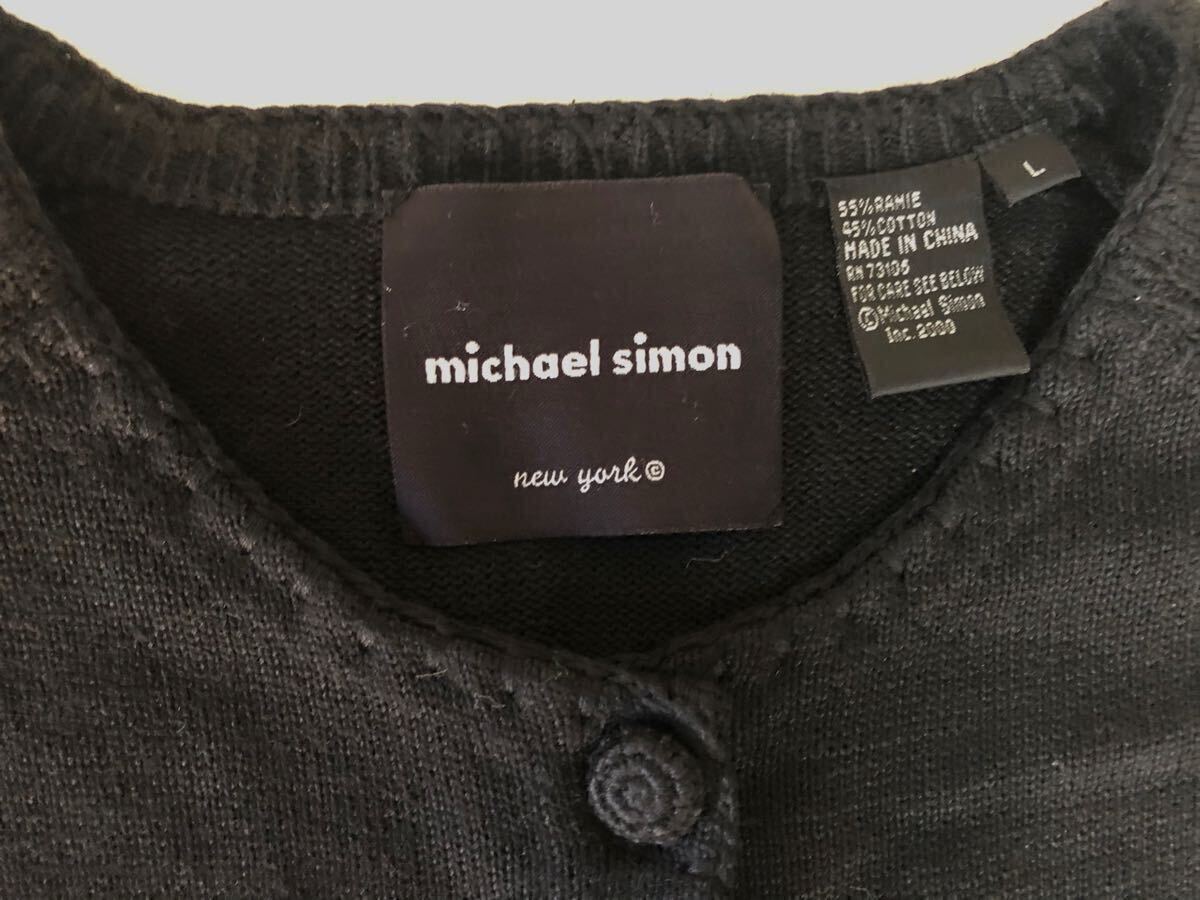 michael simon
new york©
L
55% RAMIE
45% COTTON
MADE IN CHINA
RN 73105
FOR CARE SEE BELOW
©Michael Simon
Inc. 2000